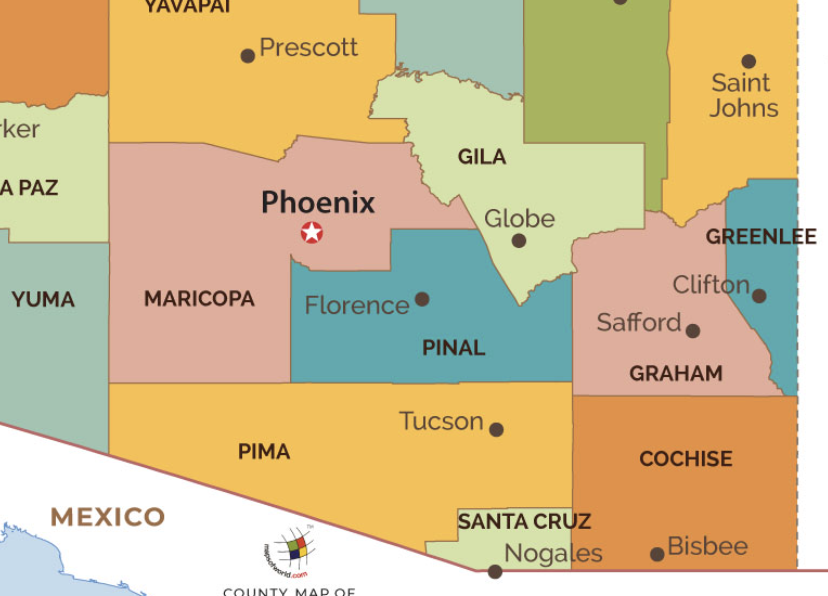 YAVAPAI
Prescott
Saint
Johns
rker
GILA
A PAZ
Phoenix
Globe
GREENLEE
Clifton
YUMA
MARICOPA
Florence
Safford
PINAL
GRAHAM
Tucson
PIMA
COCHISE
MEXICO
SANTA CRUZ
Nogales
Bisbee
TM
mapsofworld.com
COUNTY MAP OF